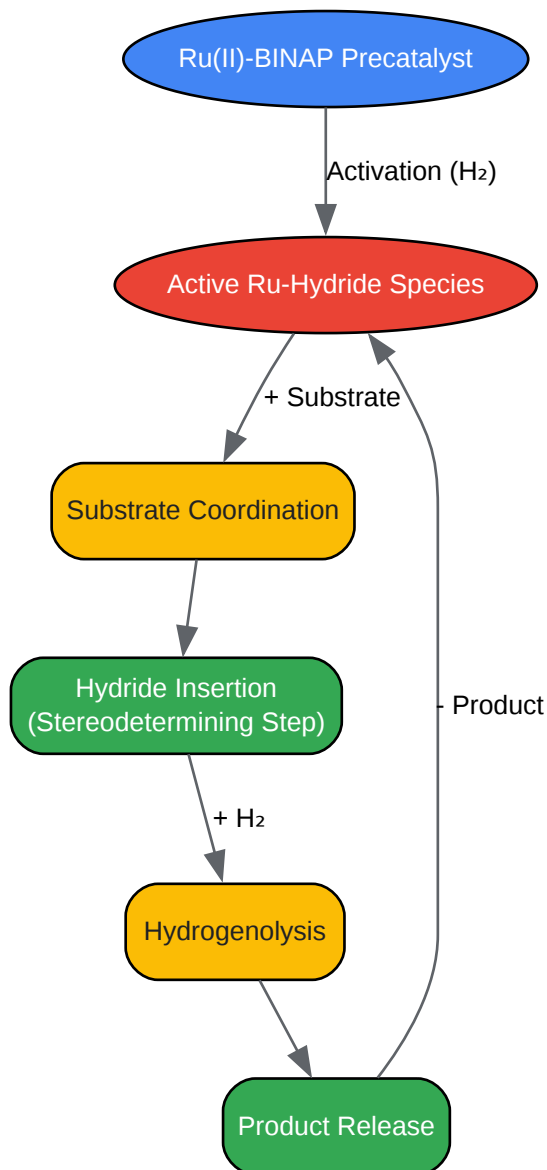 Ru(II)-BINAP Precatalyst
Activation (H₂)
Active Ru-Hydride Species
+ Substrate
Substrate Coordination
Hydride Insertion
(Stereodetermining Step)
- Product
+ H₂
Hydrogenolysis
Product Release